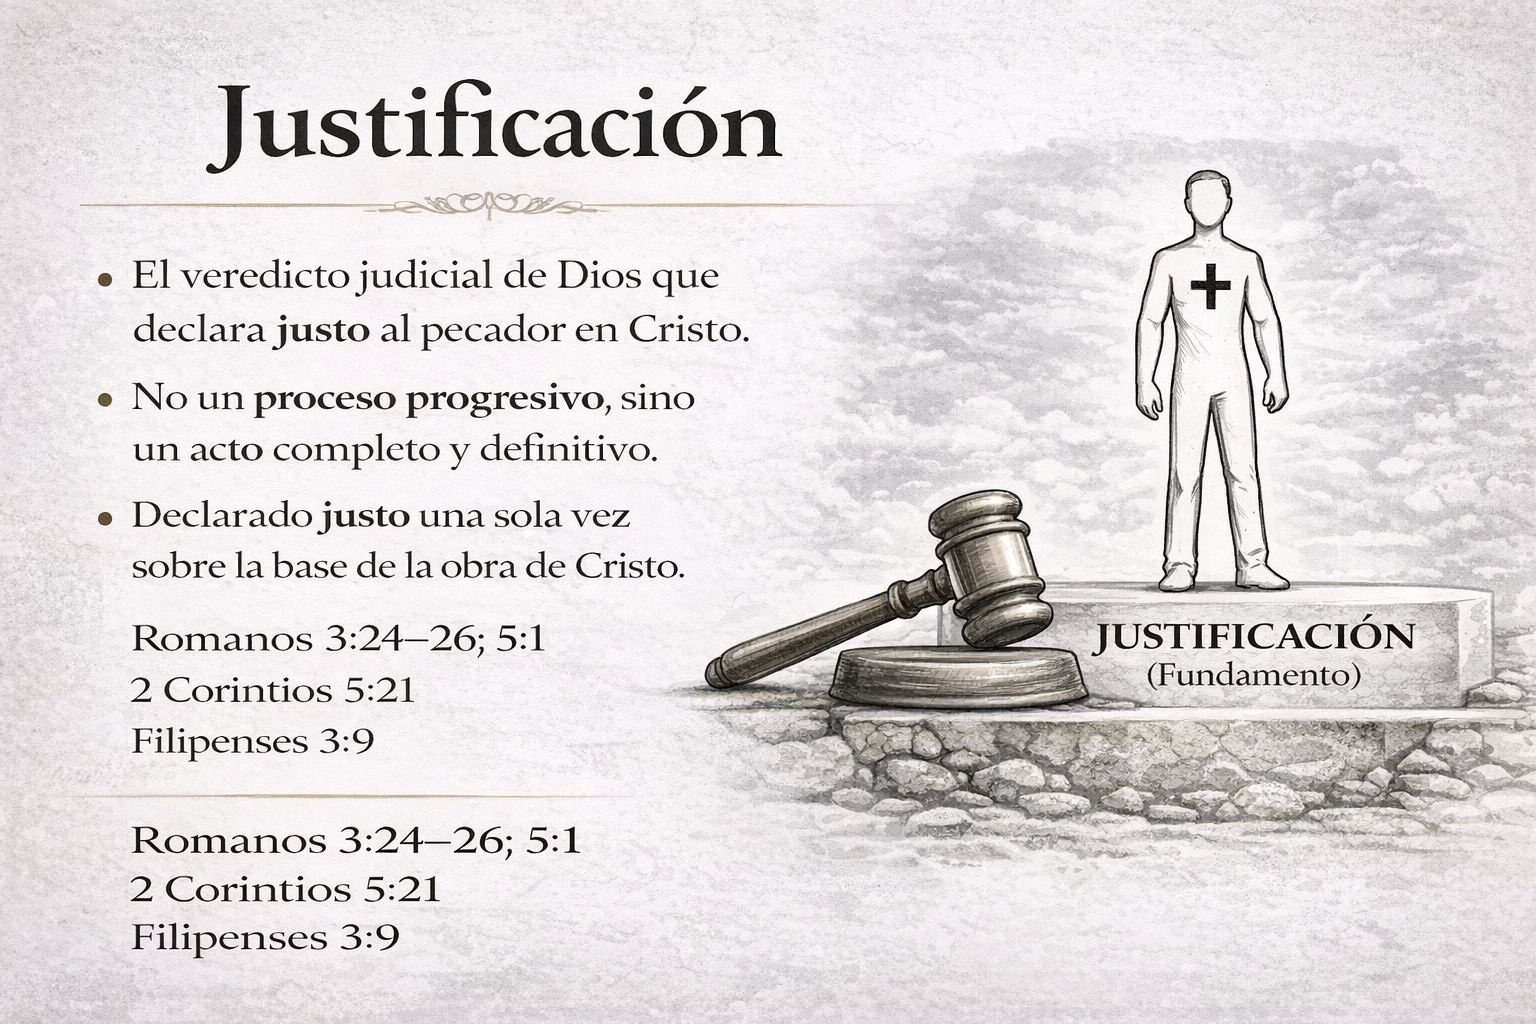 Justificación
• El veredicto judicial de Dios que
declara justo al pecador en Cristo.
• No un proceso progresivo, sino
un acto completo y definitivo.
• Declarado justo una sola vez
sobre la base de la obra de Cristo.
Romanos 3:24–26; 5:1
2 Corintios 5:21
Filipenses 3:9
Romanos 3:24–26; 5:1
2 Corintios 5:21
Filipenses 3:9
JUSTIFICACIÓN
(Fundamento)